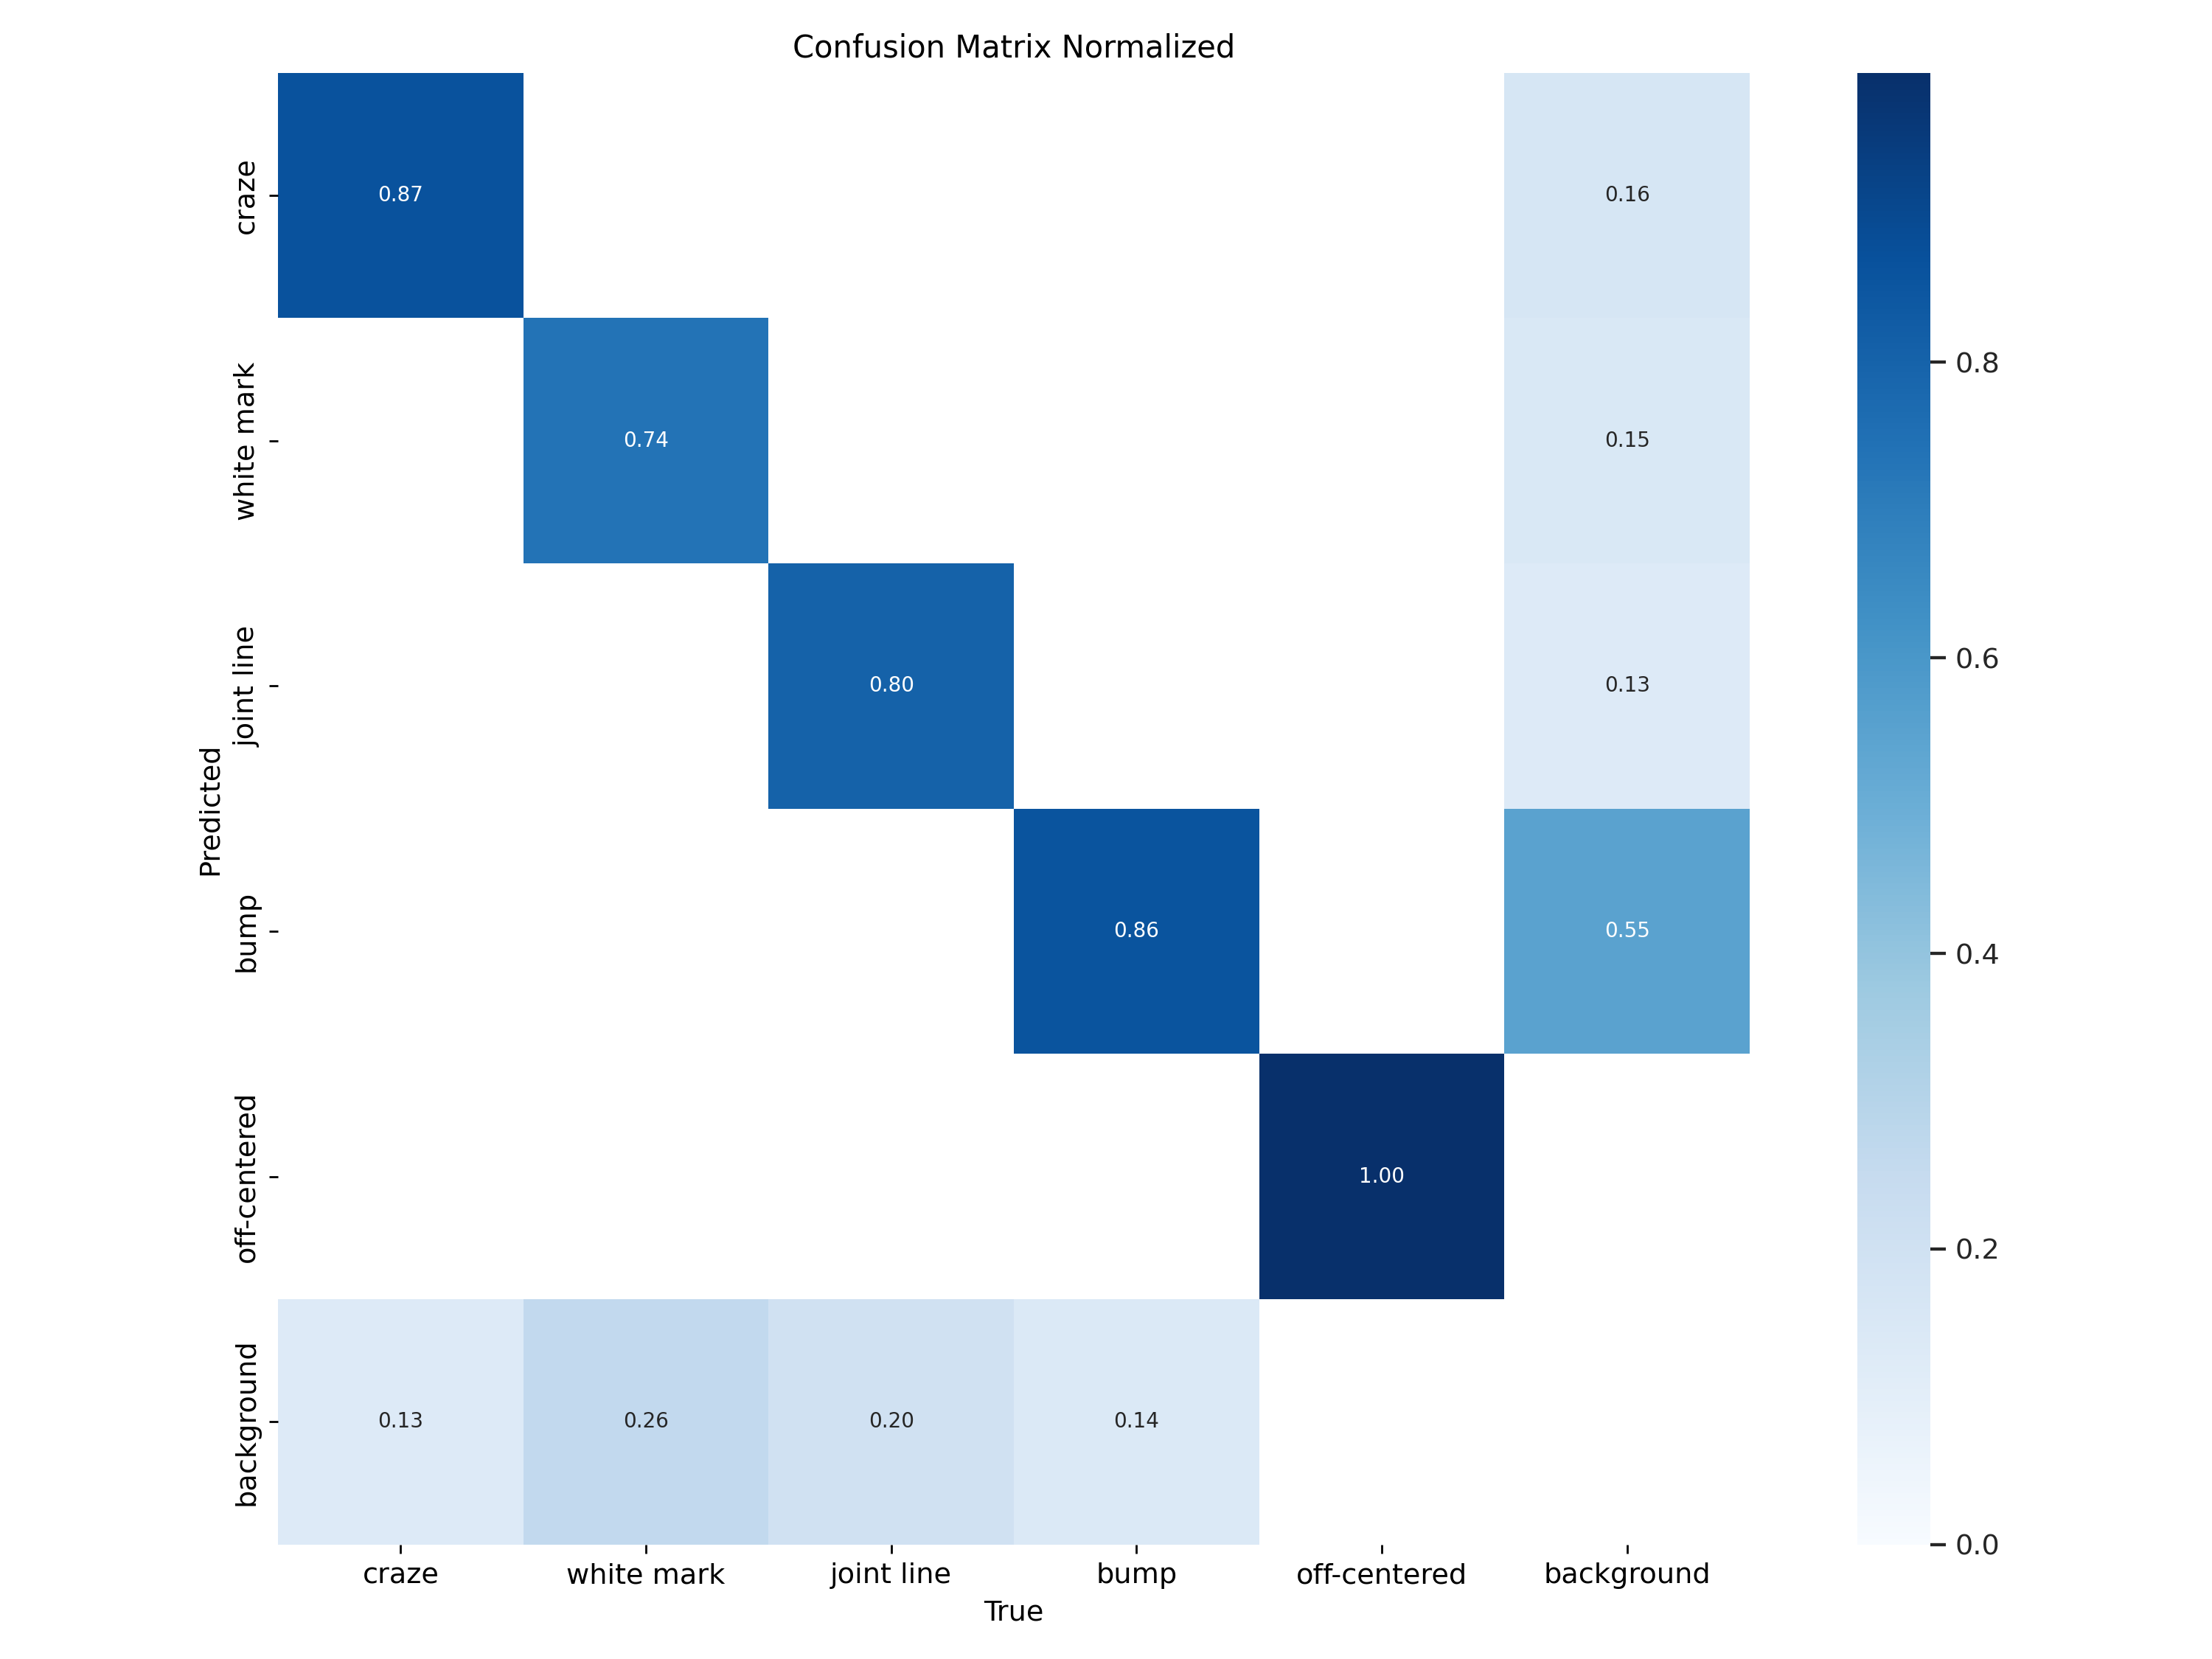 Confusion Matrix Normalized
craze
0.87
0.16
white mark
0.74
0.15
0.8
joint line
0.80
0.13
0.6
Predicted
bump
0.86
0.55
0.4
off-centered
1.00
0.2
background
0.13
0.26
0.20
0.14
0.0
craze
white mark
joint line
bump
off-centered
background
True